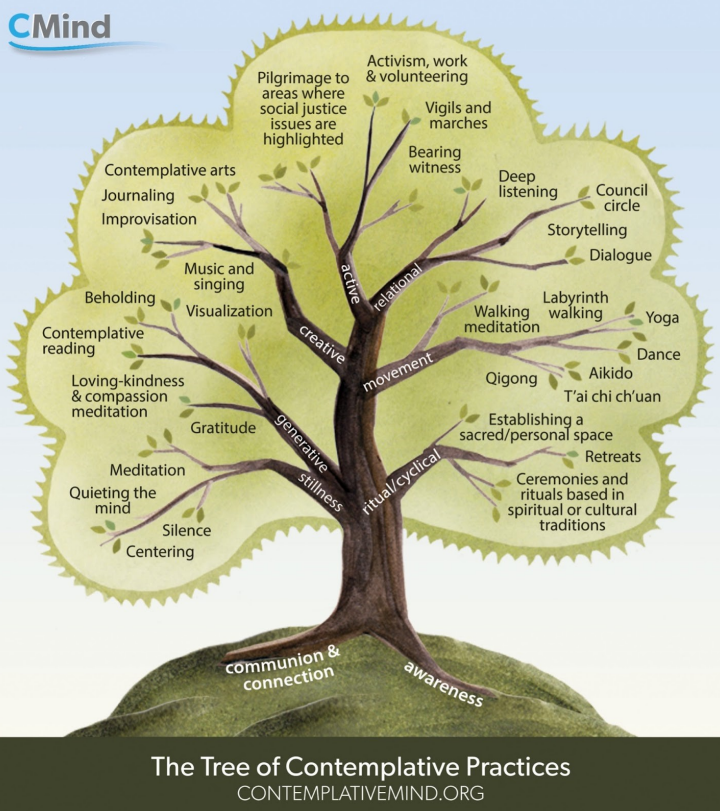 CMind
Activism, work
& volunteering
Pilgrimage to
areas where
social justice
issues are
highlighted
Vigils and
marches
Bearing
witness
Contemplative arts
Journaling
Improvisation
Deep
listening
Council
circle
Storytelling
Dialogue
Music and
singing
active
relational
Beholding
Visualization
Contemplative
reading
creative
movement
Walking
meditation
Labyrinth
walking
Yoga
Dance
Aikido
Qigong
T'ai chi ch'uan
Loving-kindness
& compassion
meditation
Gratitude
generative
Establishing a
sacred/personal space
Retreats
Ceremonies and
rituals based in
spiritual or cultural
traditions
ritual/cyclical
Meditation
stillness
Quieting the
mind
Silence
Centering
communion &
connection
awareness
The Tree of Contemplative Practices
CONTEMPLATIVEMIND.ORG